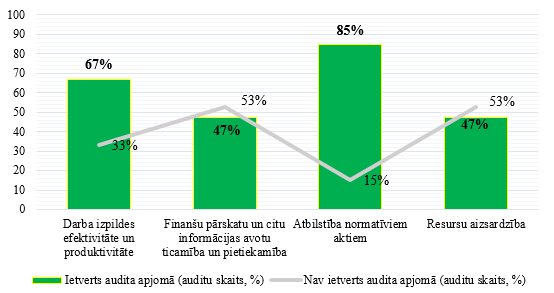 100
90
80
70
60
50
40
30
20
10
0
67%
33%
53%
47%
85%
15%
53%
47%
Darba izpildes
efektivitāte un
produktivitāte
Finanšu pārskatu un citu
informācijas avotu
ticamība un pietiekamība
Atbilstība normatīviem
aktiem
Resursu aizsardzība
Ietverts audita apjomā (auditu skaits, %)
Nav ietverts audita apjomā (auditu skaits, %)